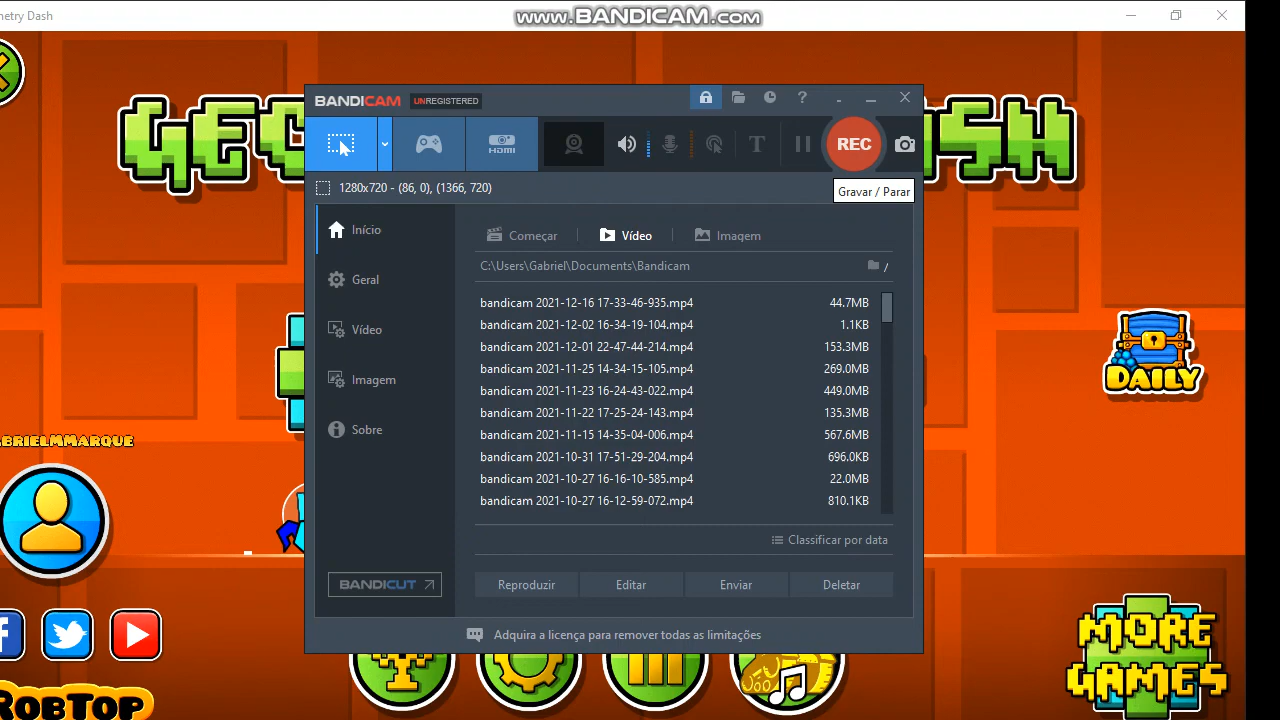 metry Dash
www.BANDICAM.com
BANDICAM UNREGISTERED
HDMI
T
REC
1280x720 - (86, 0), (1366, 720)
Gravar / Parar
Início
Geral
Vídeo
Imagem
Sobre
BANDICUT
Começar
Vídeo
Imagem
C:\Users\Gabriel\Documents\Bandicam
/
bandicam 2021-12-16 17-33-46-935.mp4 44.7MB
bandicam 2021-12-02 16-34-19-104.mp4 1.1KB
bandicam 2021-12-01 22-47-44-214.mp4 153.3MB
bandicam 2021-11-25 14-34-15-105.mp4 269.0MB
bandicam 2021-11-23 16-24-43-022.mp4 449.0MB
bandicam 2021-11-22 17-25-24-143.mp4 135.3MB
bandicam 2021-11-15 14-35-04-006.mp4 567.6MB
bandicam 2021-10-31 17-51-29-204.mp4 696.0KB
bandicam 2021-10-27 16-16-10-585.mp4 22.0MB
bandicam 2021-10-27 16-12-59-072.mp4 810.1KB
Classificar por data
Reproduzir Editar Enviar Deletar
Adquira a licença para remover todas as limitações
DAILY
BRIELMMARQUE
MORE
GAMES
ROBTOP